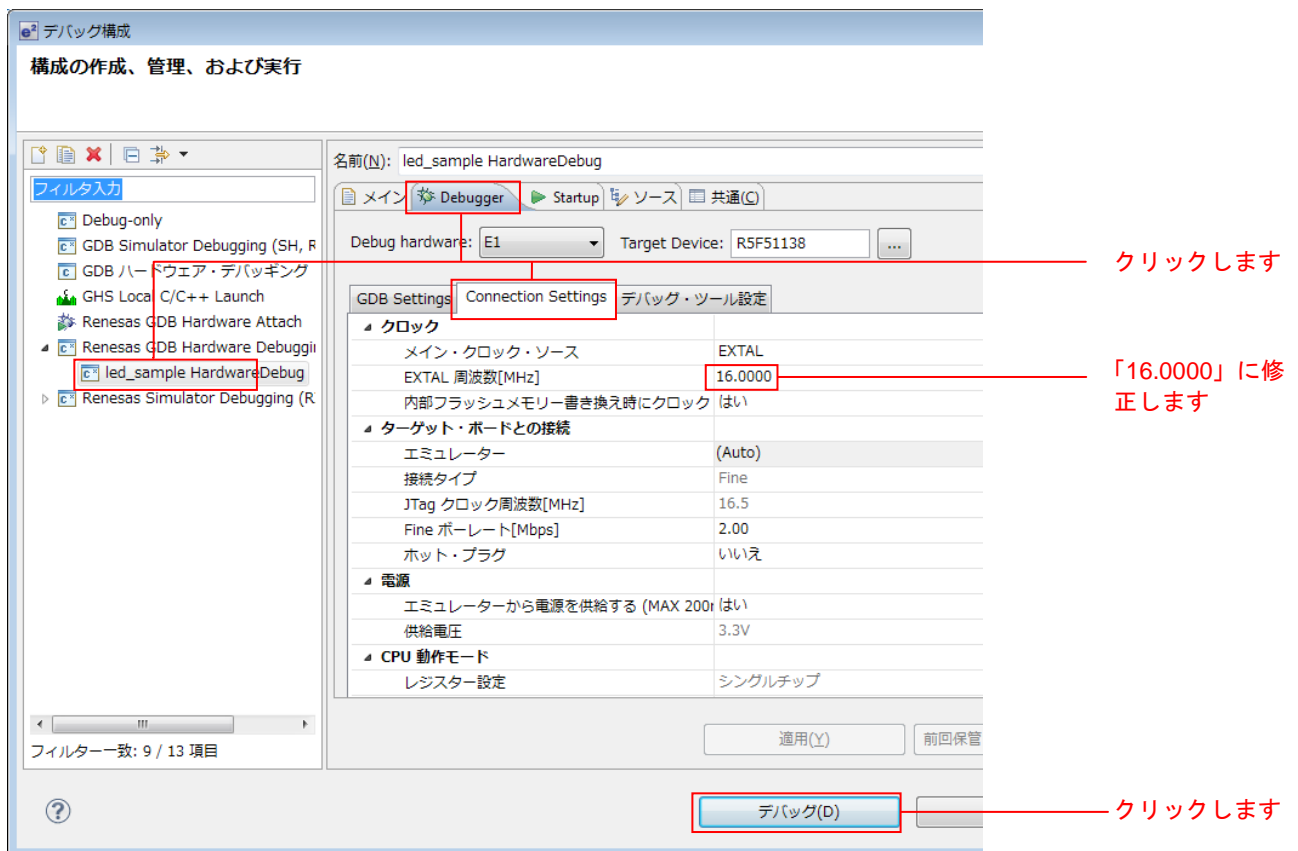 デバッグ構成
構成の作成、管理、および実行
フィルタ入力
Debug-only
GDB Simulator Debugging (SH, R
GDB ハードウェア・デバッギング
GHS Local C/C++ Launch
Renesas GDB Hardware Attach
Renesas GDB Hardware Debuggi
led_sample HardwareDebug
Renesas Simulator Debugging (R
フィルター一致: 9 / 13 項目
名前(N): led_sample HardwareDebug
メイン Debugger Startup ソース 共通(C)
Debug hardware: E1 Target Device: R5F51138 ...
GDB Settings Connection Settings デバッグ・ツール設定
クロック
メイン・クロック・ソース EXTAL
EXTAL 周波数[MHz] 16.0000
内部フラッシュメモリー書き換え時にクロック はい
ターゲット・ボードとの接続
エミュレーター (Auto)
接続タイプ Fine
JTag クロック周波数[MHz] 16.5
Fine ボーレート[Mbps] 2.00
ホット・プラグ いいえ
電源
エミュレーターから電源を供給する (MAX 200m はい
供給電圧 3.3V
CPU 動作モード
レジスター設定 シングルチップ
適用(Y) 前回保管
デバッグ(D)
クリックします
「16.0000」に修
正します
クリックします